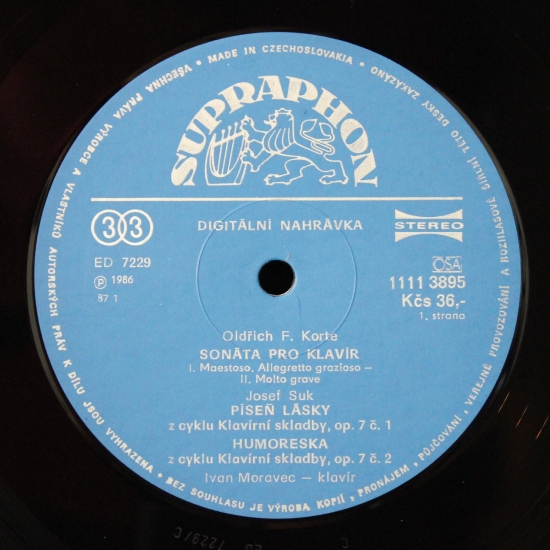 VŠECHNA PRÁVA VÝROBCE A VLASTNÍKŮ AUTORSKÝCH PRÁV K DÍLU JSOU VYHRAZENA • BEZ SOUHLASU JE VÝROBA KOPIÍ, PRONÁJEM, PŮJČOVÁNÍ, VEREJNÉ PROVOZOVÁNÍ A ROZHLASOVÉ ŠÍŘENÍ TÉTO DESKY ZAKÁZÁNO
• MADE IN CZECHOSLOVAKIA •
SUPRAPHON
33 DIGITÁLNÍ NAHRÁVKA STEREO
ED 7229 OSA
Ⓟ 1986 1111 3895
87 1 Kčs 36,-
1. strana
Oldřich F. Korte
SONÁTA PRO KLAVÍR
I. Maestoso, Allegretto grazioso –
II. Molto grave
Josef Suk
PÍSEŇ LÁSKY
z cyklu Klavírní skladby, op. 7 č. 1
HUMORESKA
z cyklu Klavírní skladby, op. 7 č. 2
Ivan Moravec – klavír